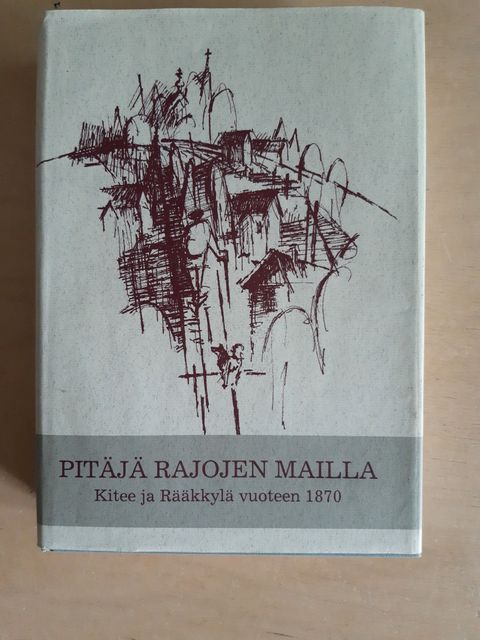 PITÄJÄ RAJOJEN MAILLA
Kitee ja Rääkkylä vuoteen 1870